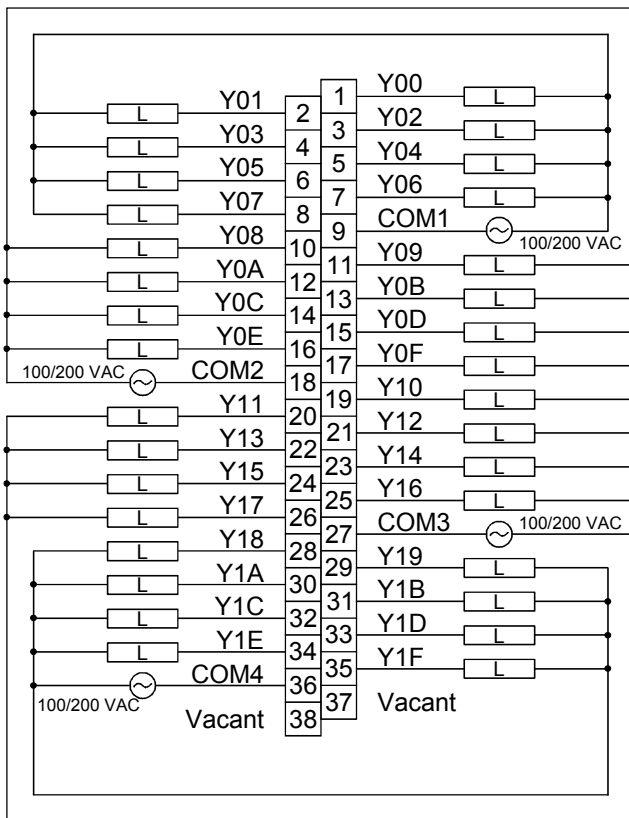 Y00
1
L
Y01
L
2
Y02
3
L
Y03
L
4
Y04
5
L
Y05
L
6
Y06
7
L
Y07
L
8
COM1
9
100/200 VAC
Y08
L
10
Y09
11
L
Y0A
L
12
Y0B
13
L
Y0C
L
14
Y0D
15
L
Y0E
L
16
Y0F
17
L
100/200 VAC
COM2
18
Y10
19
L
Y11
L
20
Y12
21
L
Y13
L
22
Y14
23
L
Y15
L
24
Y16
25
L
Y17
L
26
COM3
27
100/200 VAC
Y18
L
28
Y19
29
L
Y1A
L
30
Y1B
31
L
Y1C
L
32
Y1D
33
L
Y1E
L
34
Y1F
35
L
COM4
36
100/200 VAC
37
Vacant
Vacant
38